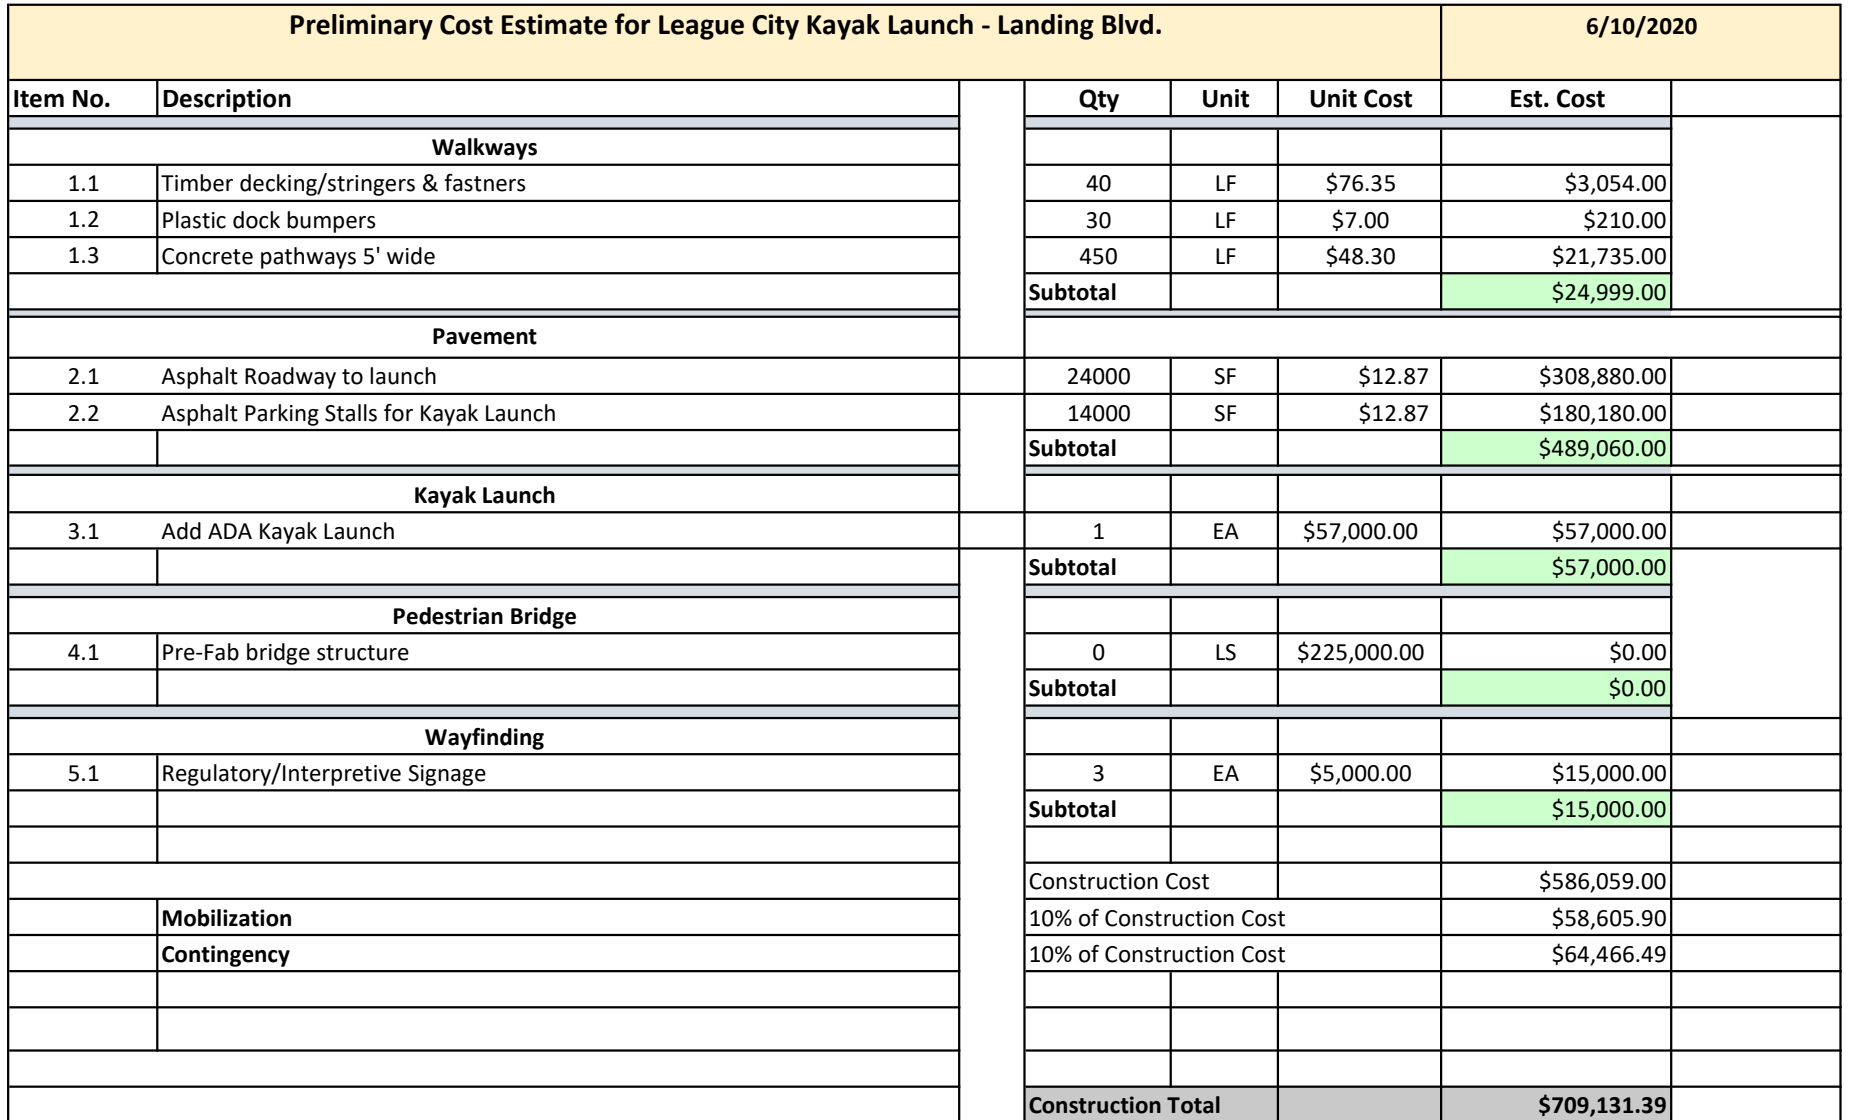 Preliminary Cost Estimate for League City Kayak Launch - Landing Blvd. 6/10/2020
Item No. Description Qty Unit Unit Cost Est. Cost
Walkways
1.1 Timber decking/stringers & fastners 40 LF $76.35 $3,054.00
1.2 Plastic dock bumpers 30 LF $7.00 $210.00
1.3 Concrete pathways 5' wide 450 LF $48.30 $21,735.00
Subtotal $24,999.00
Pavement
2.1 Asphalt Roadway to launch 24000 SF $12.87 $308,880.00
2.2 Asphalt Parking Stalls for Kayak Launch 14000 SF $12.87 $180,180.00
Subtotal $489,060.00
Kayak Launch
3.1 Add ADA Kayak Launch 1 EA $57,000.00 $57,000.00
Subtotal $57,000.00
Pedestrian Bridge
4.1 Pre-Fab bridge structure 0 LS $225,000.00 $0.00
Subtotal $0.00
Wayfinding
5.1 Regulatory/Interpretive Signage 3 EA $5,000.00 $15,000.00
Subtotal $15,000.00
Construction Cost $586,059.00
Mobilization 10% of Construction Cost $58,605.90
Contingency 10% of Construction Cost $64,466.49
Construction Total $709,131.39